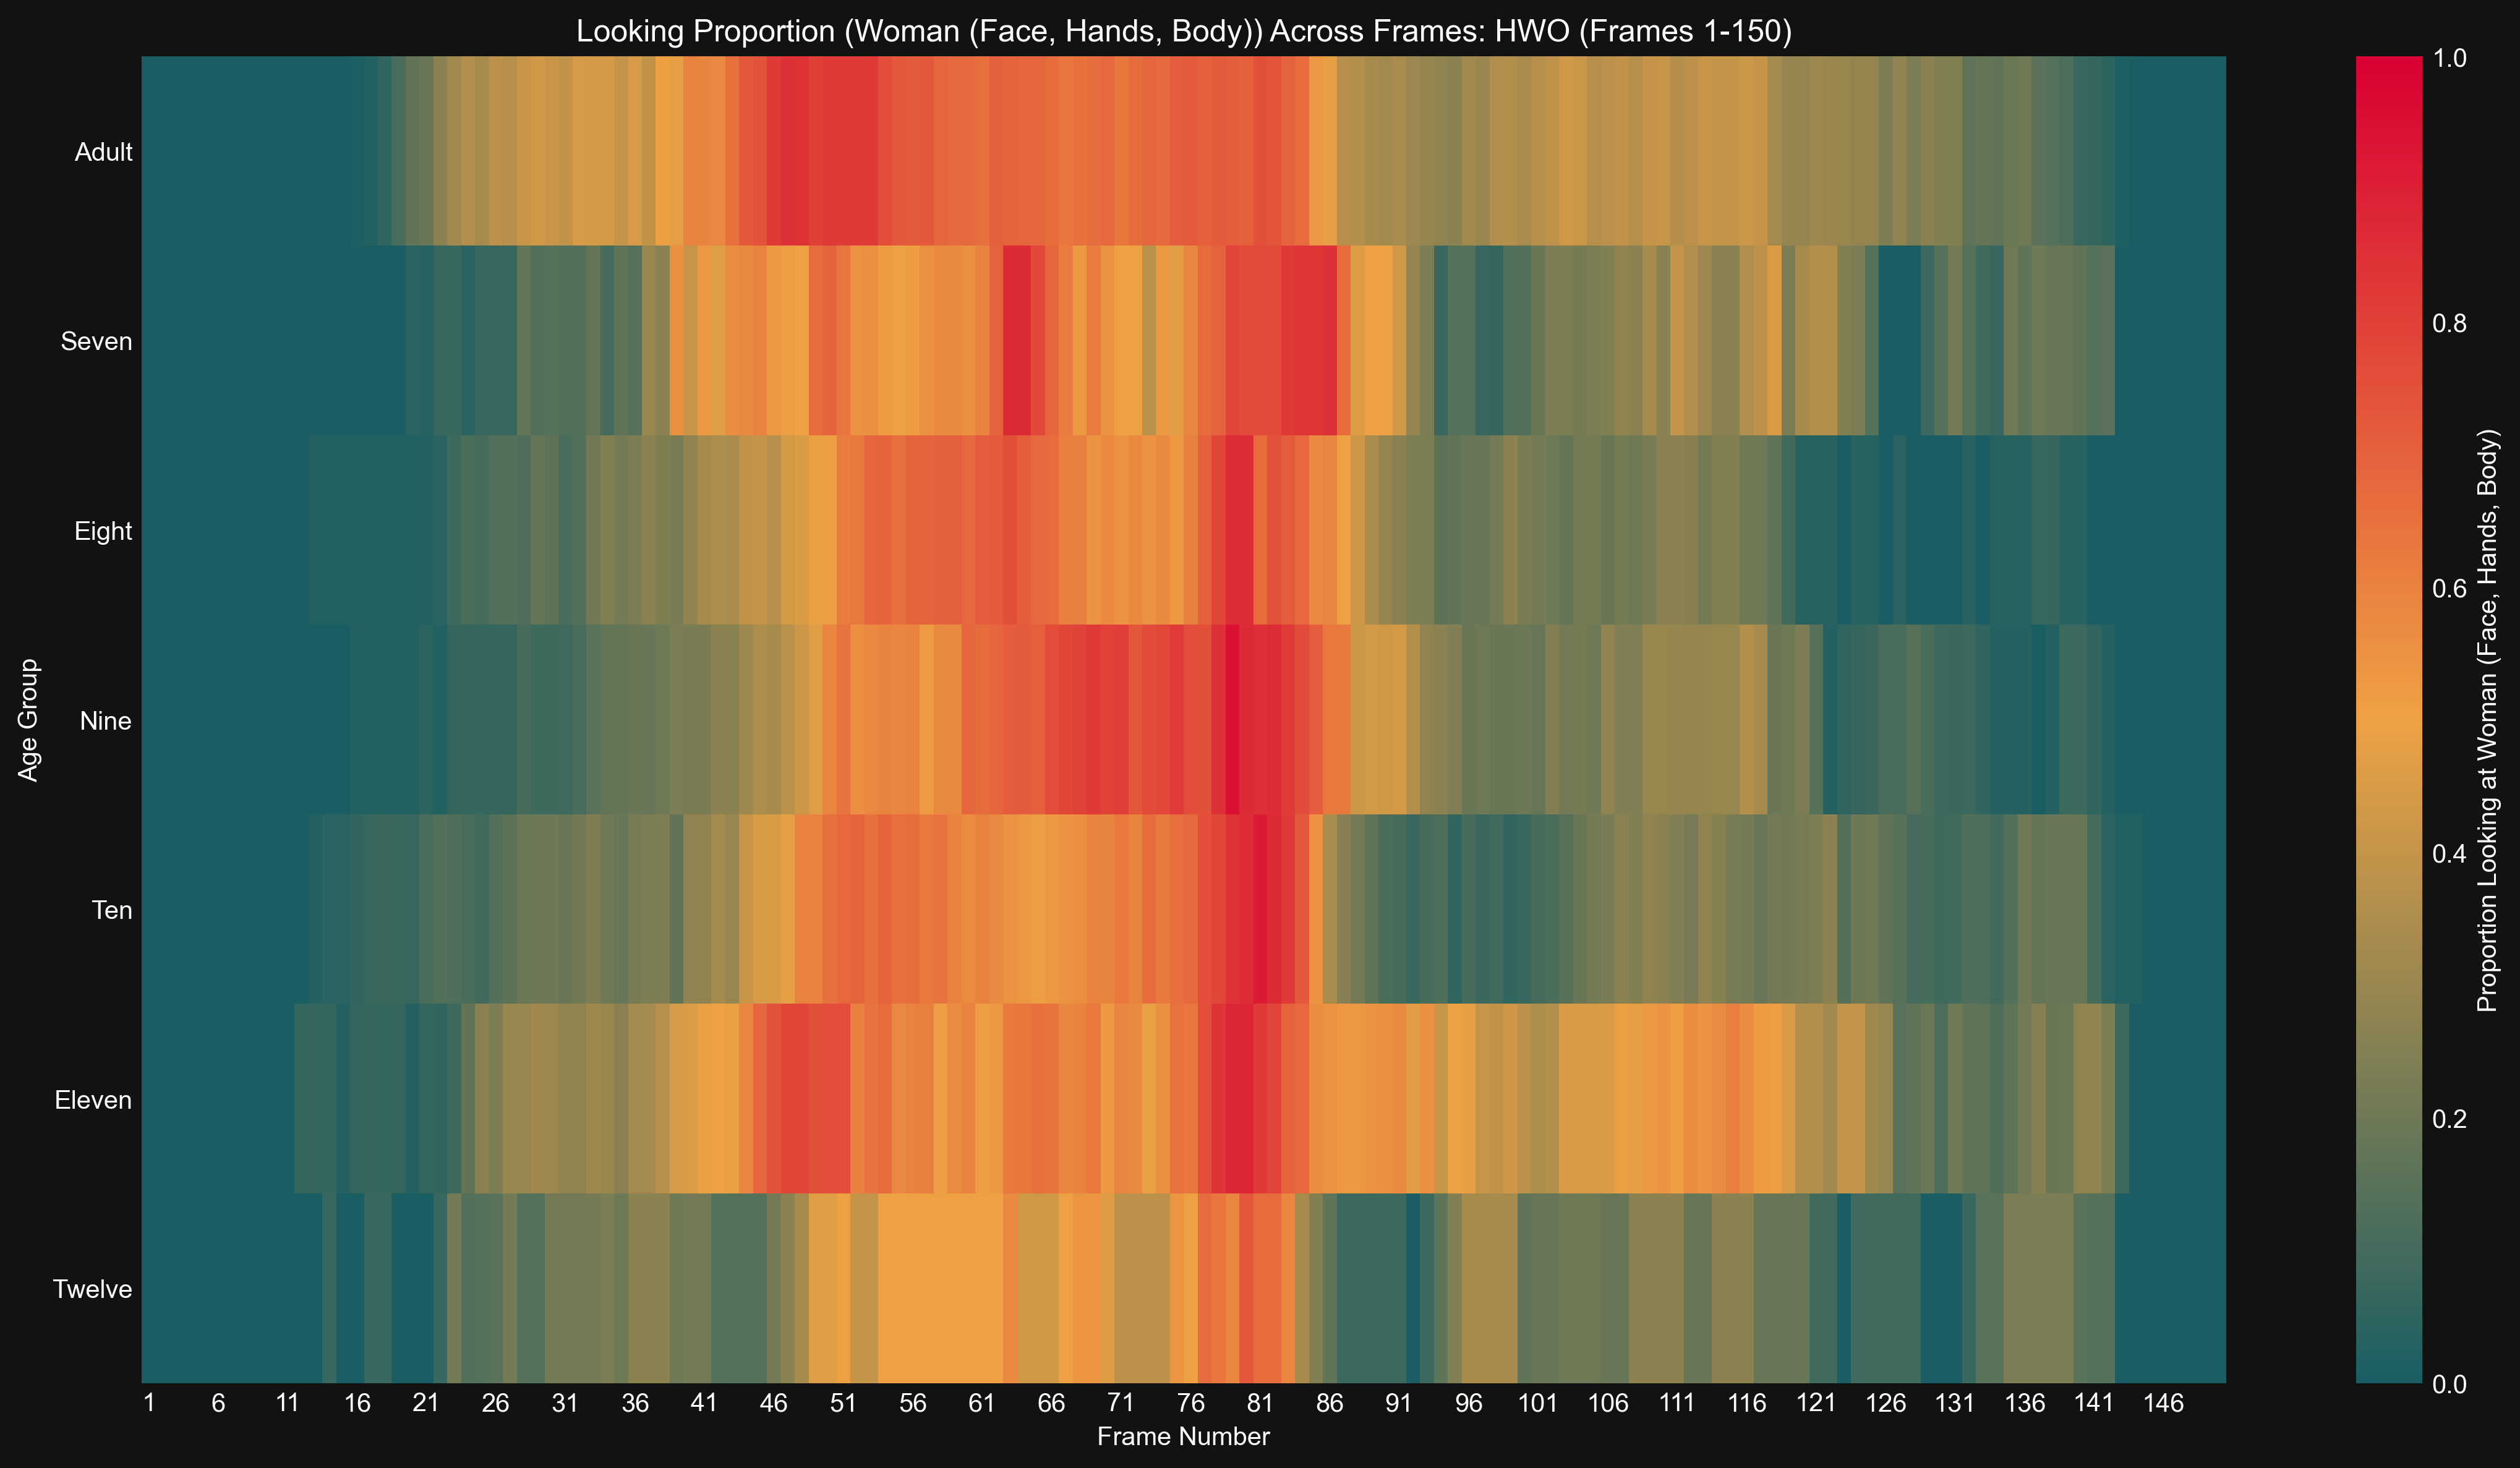 Looking Proportion (Woman (Face, Hands, Body)) Across Frames: HWO (Frames 1-150)
Age Group
Adult
Seven
Eight
Nine
Ten
Eleven
Twelve
1 6 11 16 21 26 31 36 41 46 51 56 61 66 71 76 81 86 91 96 101 106 111 116 121 126 131 136 141 146
Frame Number
1.0
0.8
0.6
0.4
0.2
0.0
Proportion Looking at Woman (Face, Hands, Body)